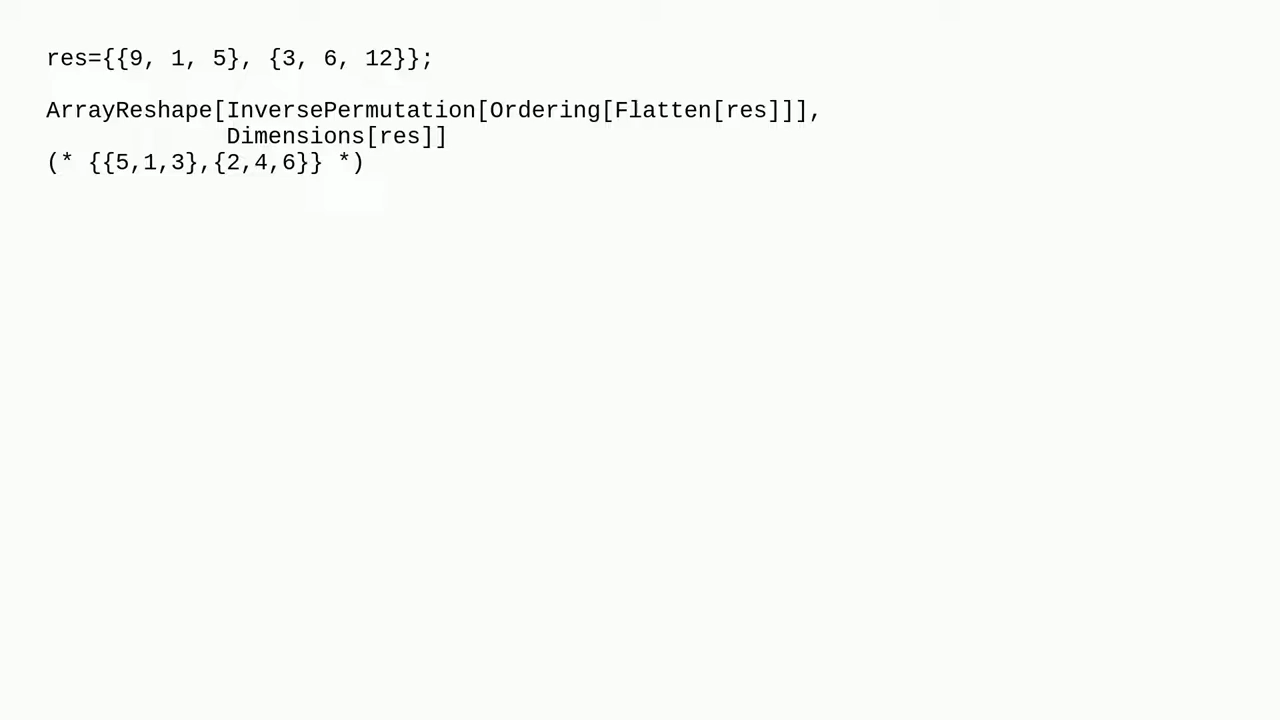 res={{9, 1, 5}, {3, 6, 12}};
ArrayReshape[InversePermutation[Ordering[Flatten[res]]],
Dimensions[res]]
(* {{5,1,3},{2,4,6}} *)